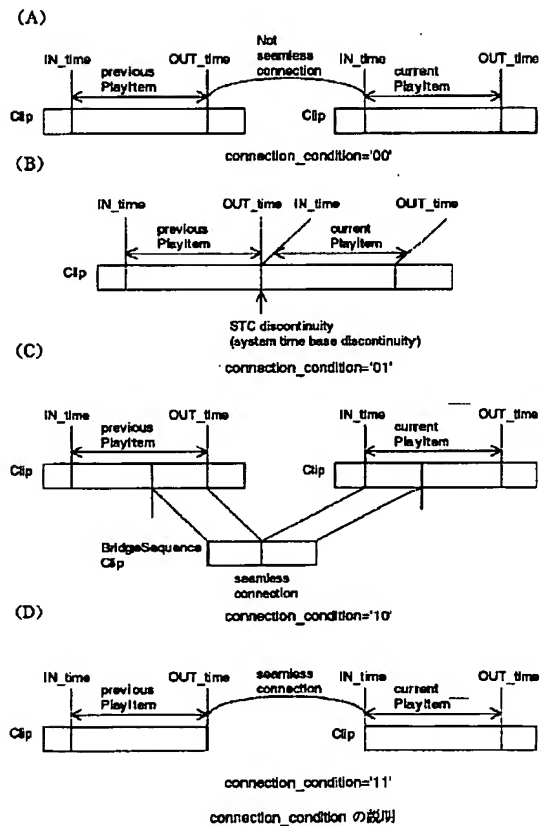 (A)
Not
seamless
connection
IN_time OUT_time IN_time OUT_time
previous
PlayItem
current
PlayItem
Clip Clip
connection_condition='00'
(B)
IN_time OUT_time IN_time OUT_time
previous
PlayItem
current
PlayItem
Clip
STC discontinuity
(system time base discontinuity)
connection_condition='01'
(C)
IN_time OUT_time IN_time OUT_time
previous
PlayItem
current
PlayItem
Clip Clip
BridgeSequence
Clip
seamless
connection
connection_condition='10'
(D)
seamless
connection
IN_time OUT_time IN_time OUT_time
previous
PlayItem
current
PlayItem
Clip Clip
connection_condition='11'
connection_condition の説明